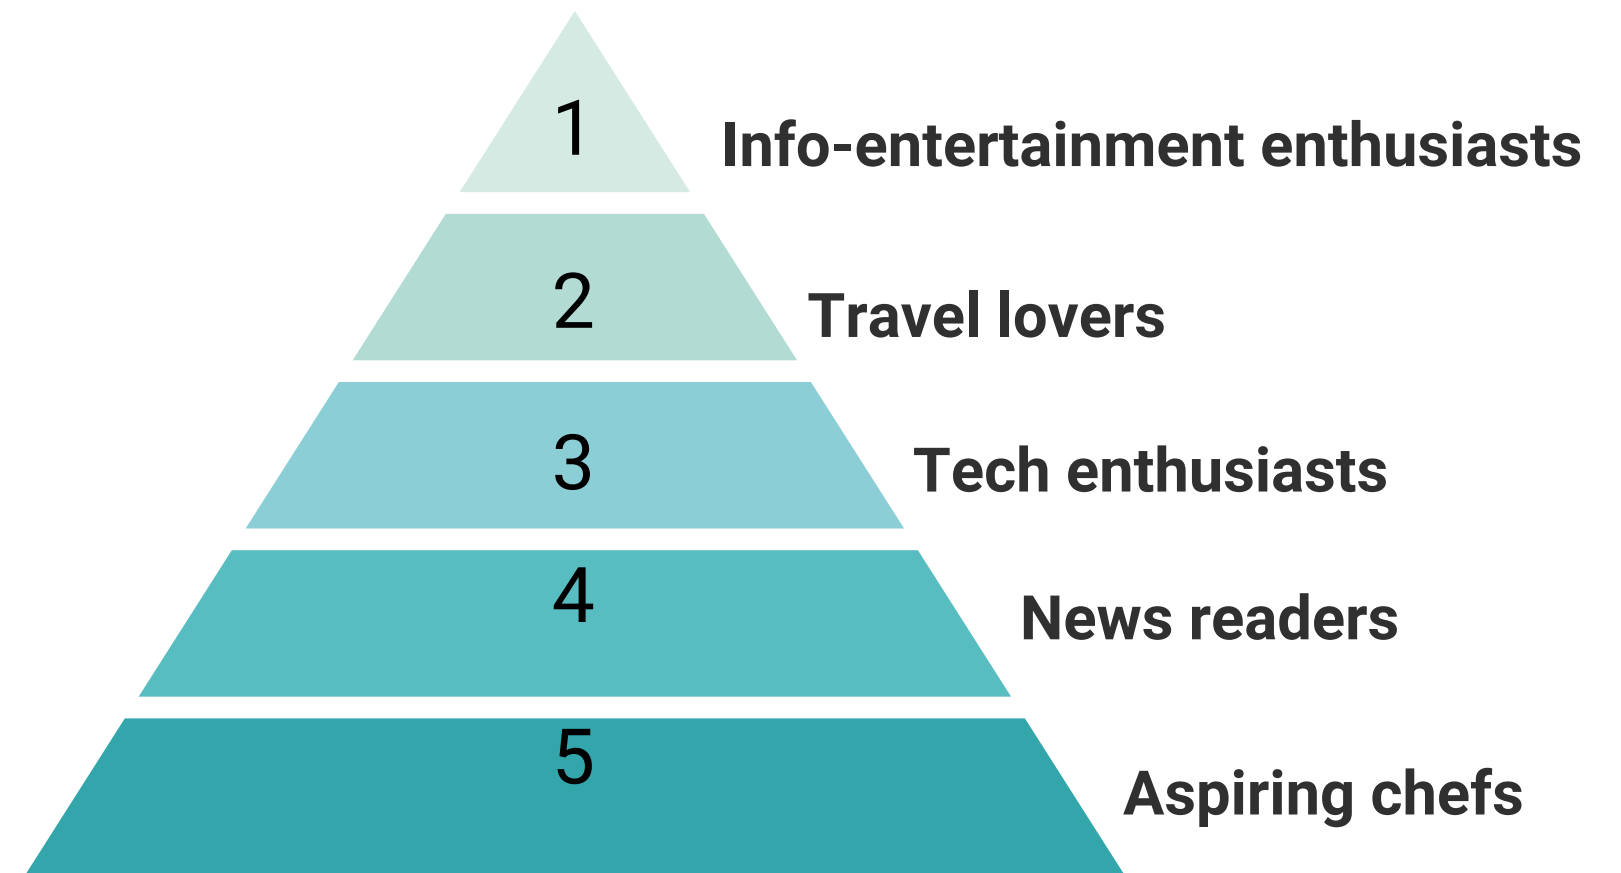 1
Info-entertainment enthusiasts
2
Travel lovers
3
Tech enthusiasts
4
News readers
5
Aspiring chefs